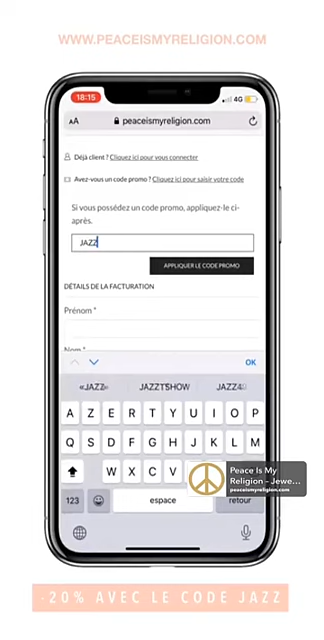 WWW.PEACEISMYRELIGION.COM
18:15
4G
AA
peaceismyreligion.com
Déjà client ? Cliquez ici pour vous connecter
Avez-vous un code promo ? Cliquez ici pour saisir votre code
Si vous possédez un code promo, appliquez-le ci-
après.
JAZZ
APPLIQUER LE CODE PROMO
DÉTAILS DE LA FACTURATION
Prénom *
Nom *
OK
«JAZZ»
JAZZTSHOW
A Z E R T Y U I O P
Q S D F G H J K L M
W X C V
Peace Is My
Religion - Jewe...
peaceismyreligion.com
123
espace
retour
-20% AVEC LE CODE JAZZ